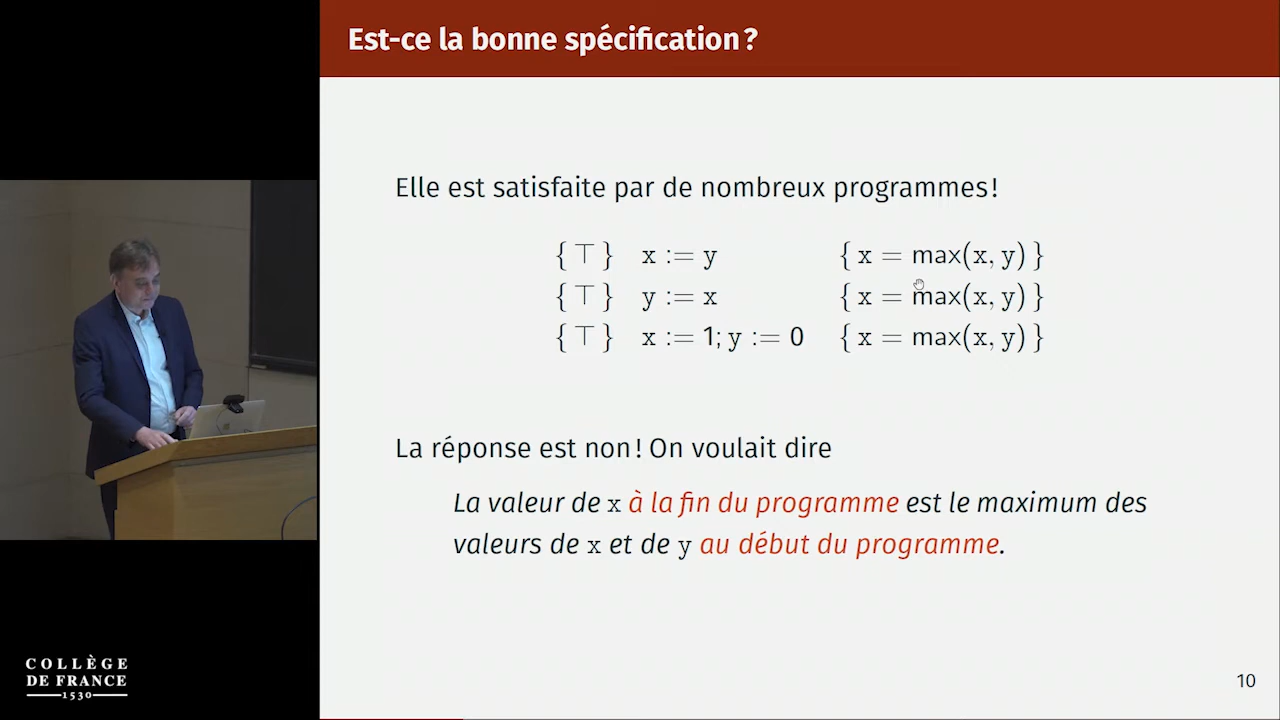 Est-ce la bonne spécification ?
Elle est satisfaite par de nombreux programmes !
{ ⊤ } x := y { x = max(x, y) }
{ ⊤ } y := x { x = max(x, y) }
{ ⊤ } x := 1; y := 0 { x = max(x, y) }
La réponse est non ! On voulait dire
La valeur de x à la fin du programme est le maximum des
valeurs de x et de y au début du programme.
COLLÈGE
DE FRANCE
1530
10